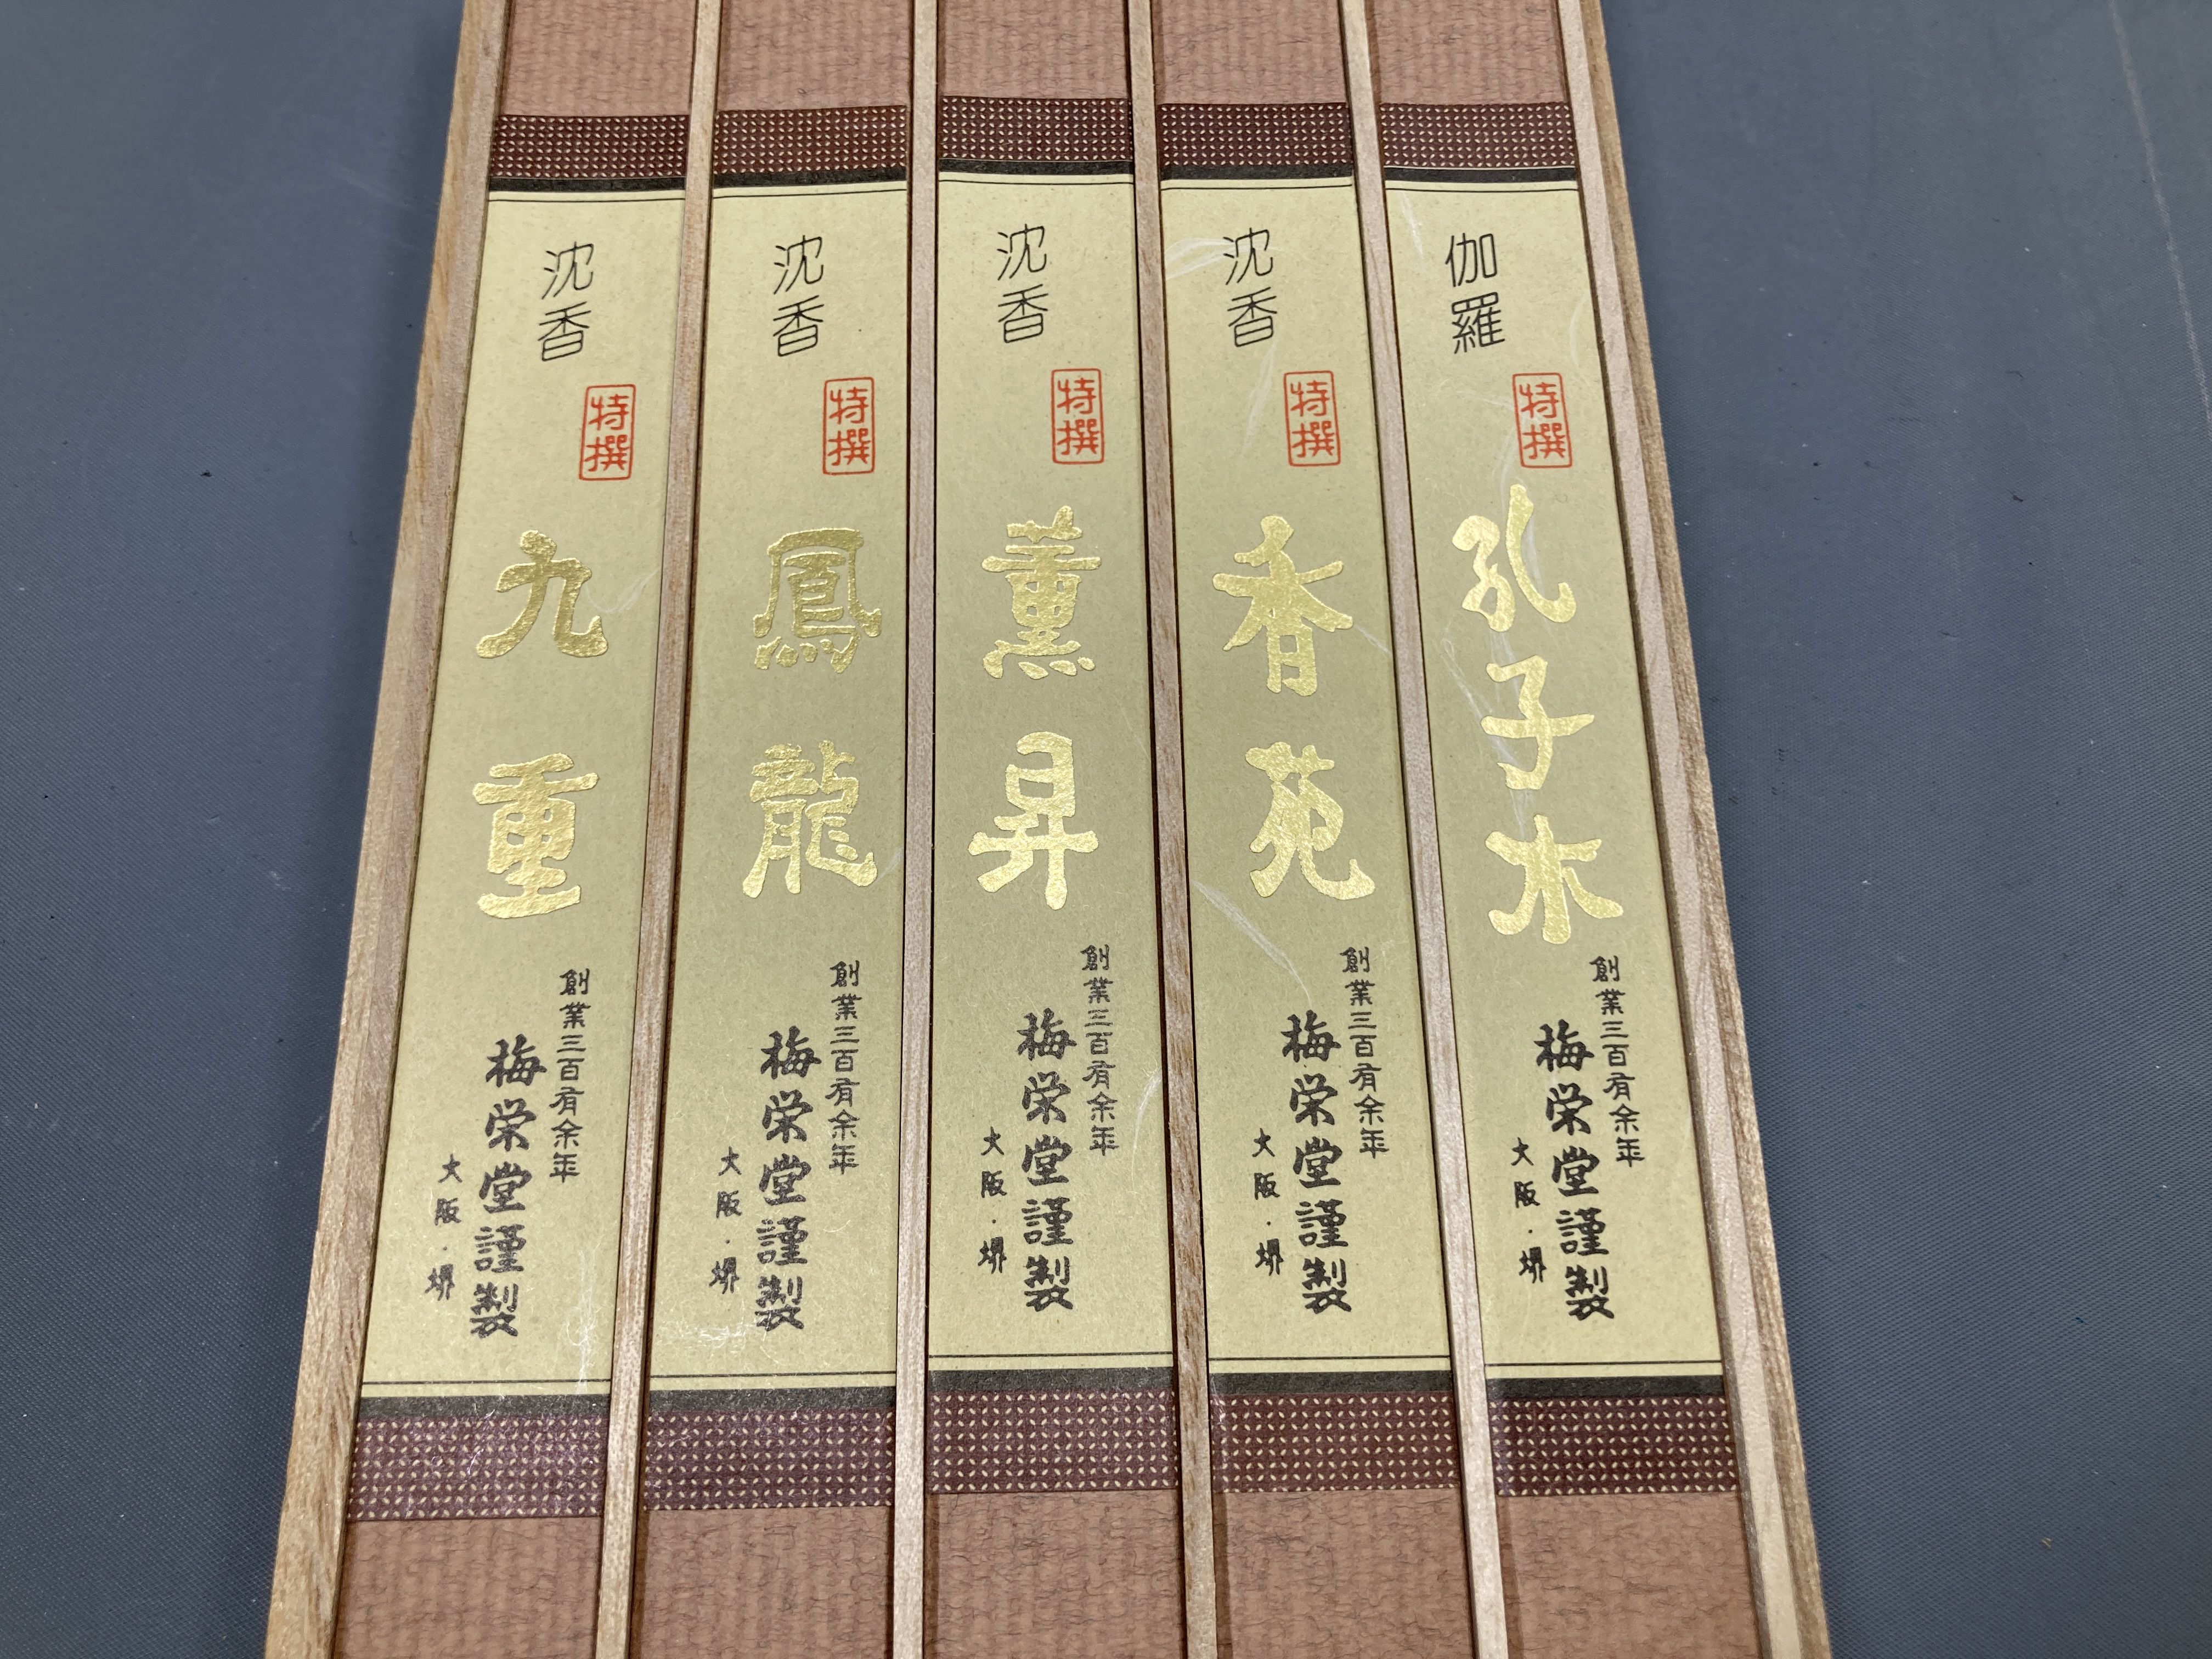 伽羅
特撰
孔子木
創業三百有余年
梅栄堂謹製
大阪・堺
沈香
特撰
香苑
創業三百有余年
梅栄堂謹製
大阪・堺
沈香
特撰
薫昇
創業三百有余年
梅栄堂謹製
大阪・堺
沈香
特撰
鳳龍
創業三百有余年
梅栄堂謹製
大阪・堺
沈香
特撰
九重
創業三百有余年
梅栄堂謹製
大阪・堺